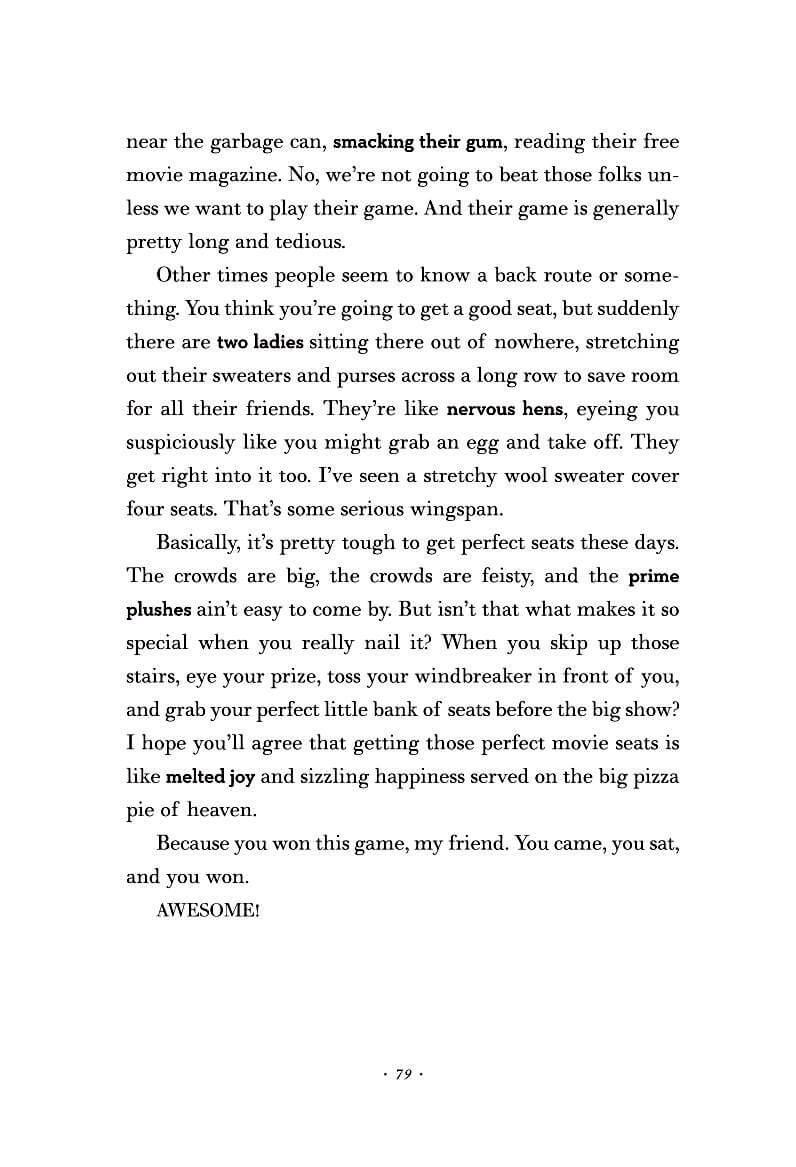 near the garbage can, smacking their gum, reading their free
movie magazine. No, we’re not going to beat those folks un-
less we want to play their game. And their game is generally
pretty long and tedious.
Other times people seem to know a back route or some-
thing. You think you’re going to get a good seat, but suddenly
there are two ladies sitting there out of nowhere, stretching
out their sweaters and purses across a long row to save room
for all their friends. They’re like nervous hens, eyeing you
suspiciously like you might grab an egg and take off. They
get right into it too. I’ve seen a stretchy wool sweater cover
four seats. That’s some serious wingspan.
Basically, it’s pretty tough to get perfect seats these days.
The crowds are big, the crowds are feisty, and the prime
plushes ain’t easy to come by. But isn’t that what makes it so
special when you really nail it? When you skip up those
stairs, eye your prize, toss your windbreaker in front of you,
and grab your perfect little bank of seats before the big show?
I hope you’ll agree that getting those perfect movie seats is
like melted joy and sizzling happiness served on the big pizza
pie of heaven.
Because you won this game, my friend. You came, you sat,
and you won.
AWESOME!
· 79 ·